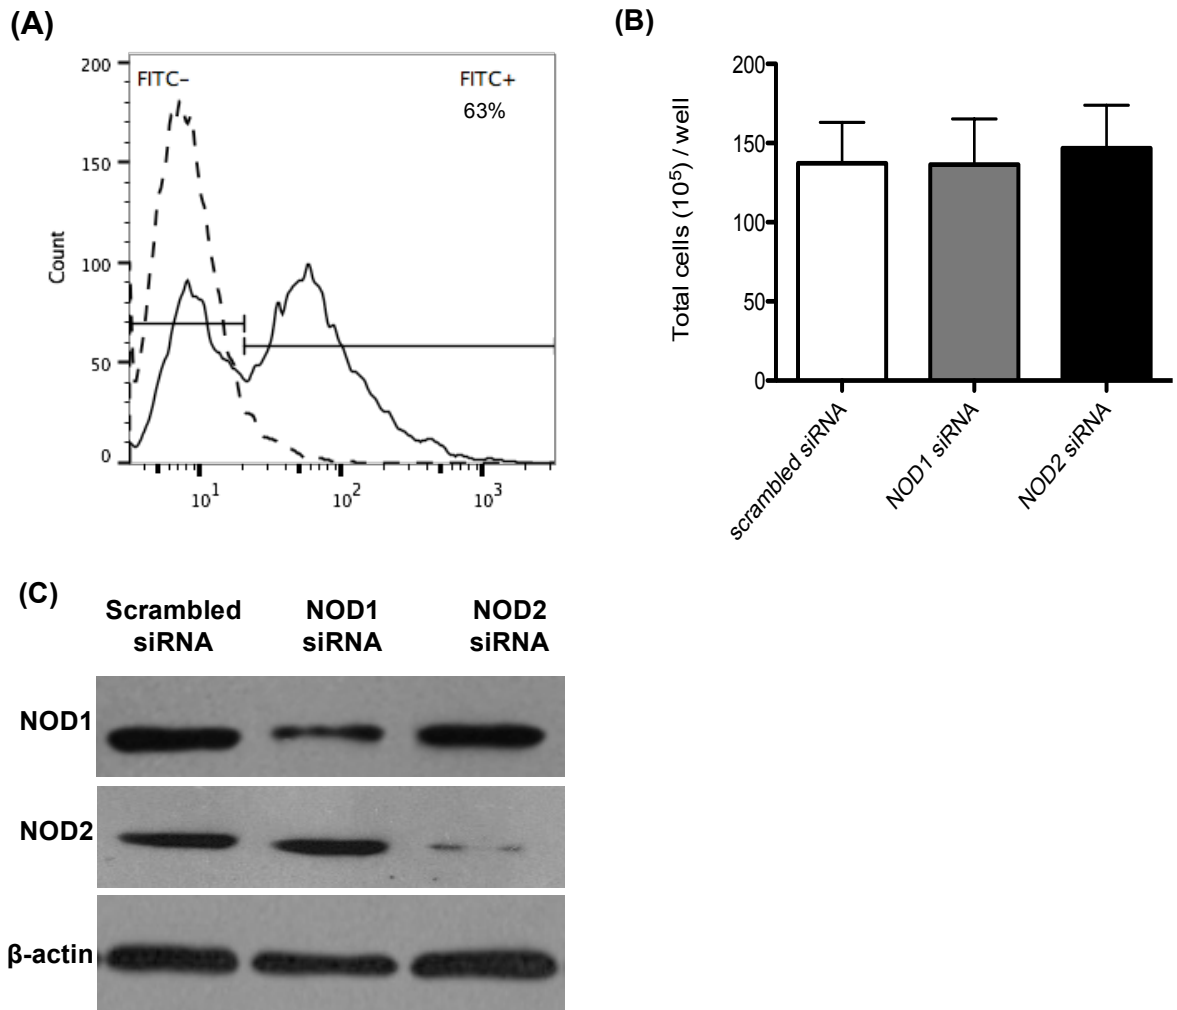 (A)
FITC–
FITC+
63%
200
150
100
50
0
Count
10¹
10²
10³
(B)
200
150
100
50
0
Total cells (10⁵) / well
scrambled siRNA
NOD1 siRNA
NOD2 siRNA
(C)
Scrambled
siRNA
NOD1
siRNA
NOD2
siRNA
NOD1
NOD2
β-actin